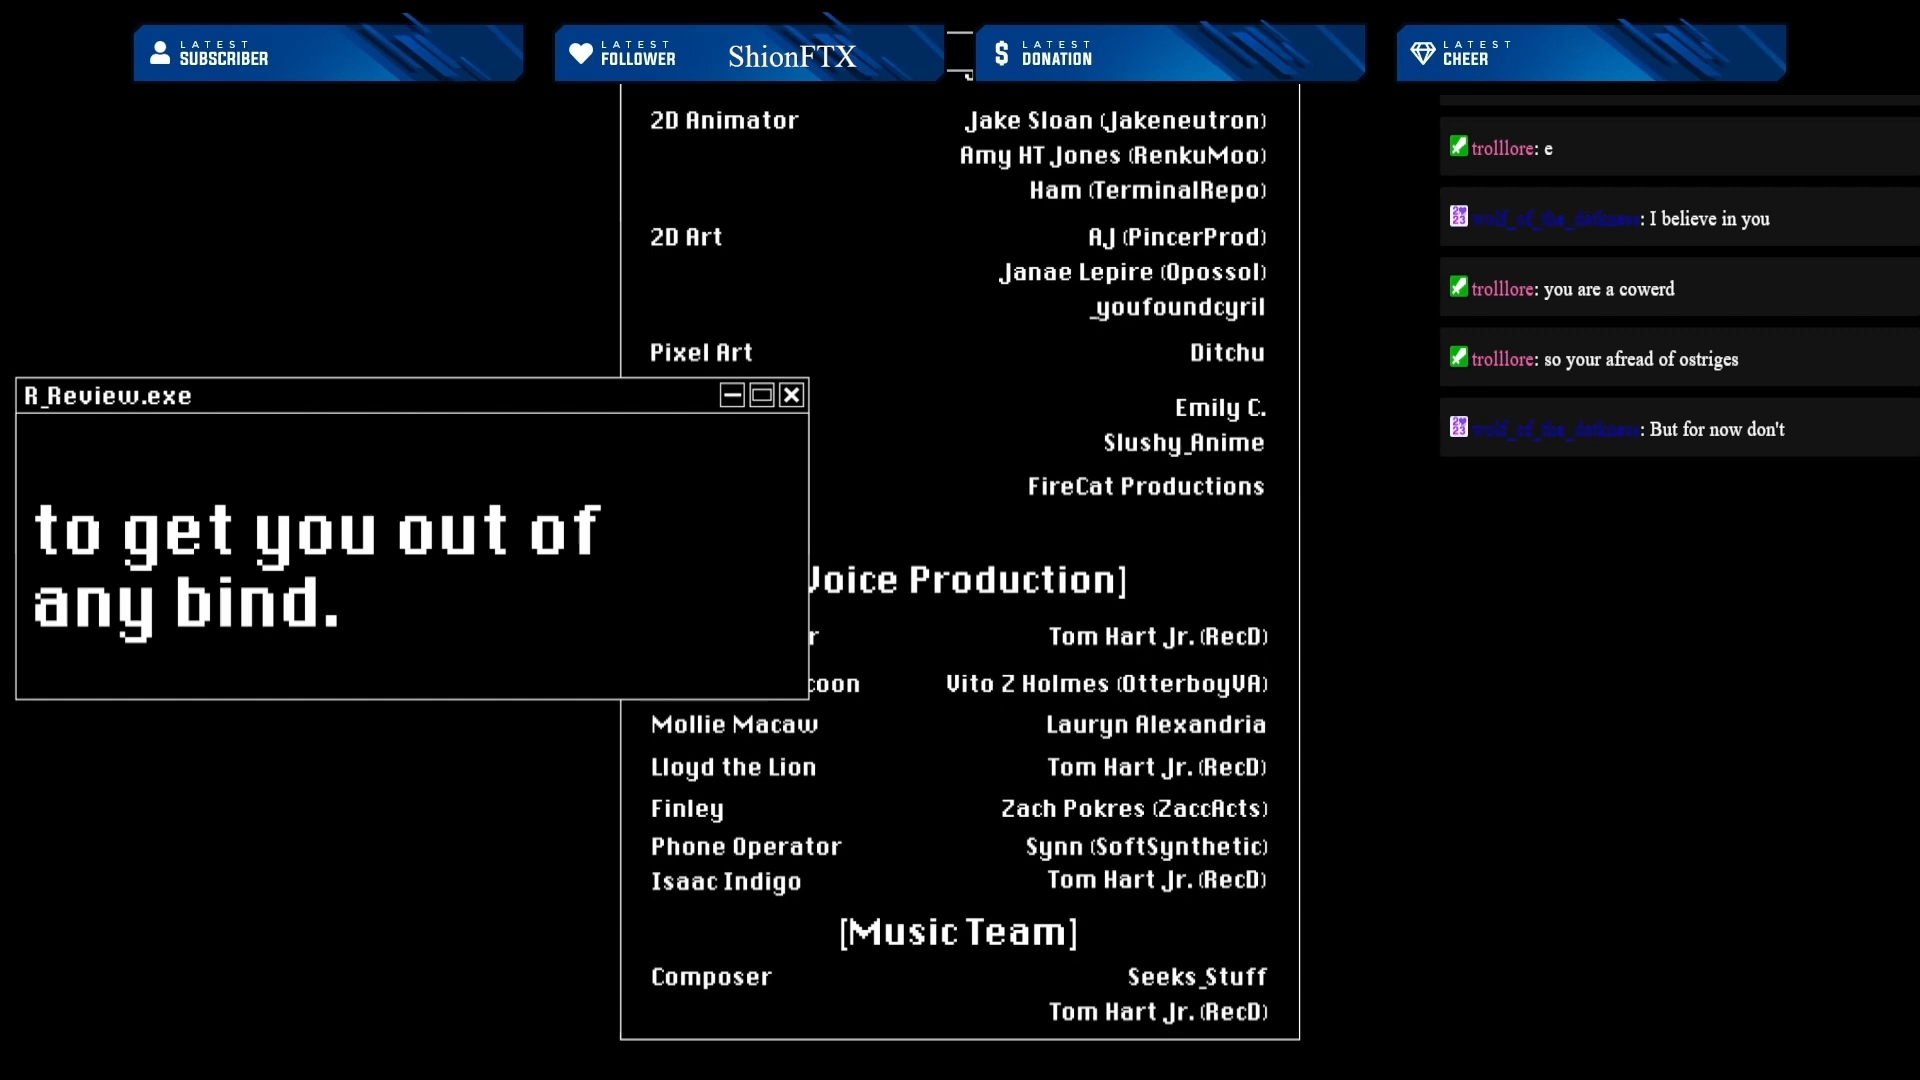 LATEST
SUBSCRIBER
LATEST
FOLLOWER
ShionFTX
LATEST
DONATION
LATEST
CHEER
2D Animator
Jake Sloan (Jakeneutron)
Amy HT Jones (RenkuMoo)
Ham (TerminalRepo)
2D Art
AJ (PincerProd)
Janae Lepire (Opossol)
_youfoundcyril
Pixel Art
Ditchu
Emily C.
Slushy_Anime
FireCat Productions
R_Review.exe
to get you out of
any bind.
oice Production]
r
Tom Hart Jr. (RecD)
coon
Vito Z Holmes (OtterboyVA)
Mollie Macaw
Lauryn Alexandria
Lloyd the Lion
Tom Hart Jr. (RecD)
Finley
Zach Pokres (ZaccActs)
Phone Operator
Synn (SoftSynthetic)
Isaac Indigo
Tom Hart Jr. (RecD)
[Music Team]
Composer
Seeks_Stuff
Tom Hart Jr. (RecD)
trolllore: e
wolf_of_the_darkness: I believe in you
trolllore: you are a cowerd
trolllore: so your afread of ostriges
wolf_of_the_darkness: But for now don't